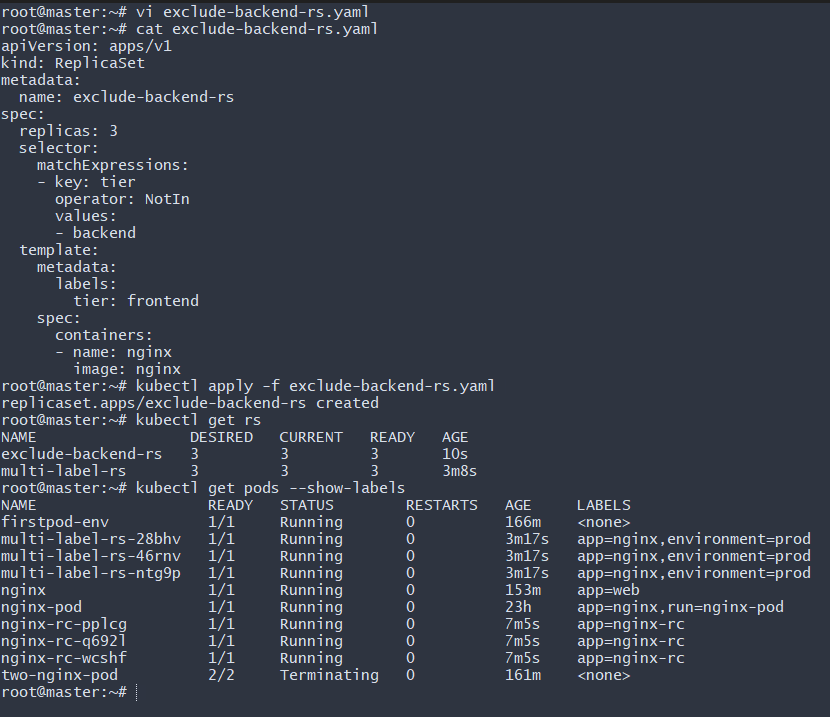 root@master:~# vi exclude-backend-rs.yaml
root@master:~# cat exclude-backend-rs.yaml
apiVersion: apps/v1
kind: ReplicaSet
metadata:
  name: exclude-backend-rs
spec:
  replicas: 3
  selector:
    matchExpressions:
    - key: tier
      operator: NotIn
      values:
      - backend
  template:
    metadata:
      labels:
        tier: frontend
    spec:
      containers:
      - name: nginx
        image: nginx
root@master:~# kubectl apply -f exclude-backend-rs.yaml
replicaset.apps/exclude-backend-rs created
root@master:~# kubectl get rs
NAME                 DESIRED   CURRENT   READY   AGE
exclude-backend-rs   3         3         3       10s
multi-label-rs       3         3         3       3m8s
root@master:~# kubectl get pods --show-labels
NAME                   READY   STATUS        RESTARTS   AGE     LABELS
firstpod-env           1/1     Running       0          166m    <none>
multi-label-rs-28bhv   1/1     Running       0          3m17s   app=nginx,environment=prod
multi-label-rs-46rnv   1/1     Running       0          3m17s   app=nginx,environment=prod
multi-label-rs-ntg9p   1/1     Running       0          3m17s   app=nginx,environment=prod
nginx                  1/1     Running       0          153m    app=web
nginx-pod              1/1     Running       0          23h     app=nginx,run=nginx-pod
nginx-rc-pplcg         1/1     Running       0          7m5s    app=nginx-rc
nginx-rc-q692l         1/1     Running       0          7m5s    app=nginx-rc
nginx-rc-wcshf         1/1     Running       0          7m5s    app=nginx-rc
two-nginx-pod          2/2     Terminating   0          161m    <none>
root@master:~#